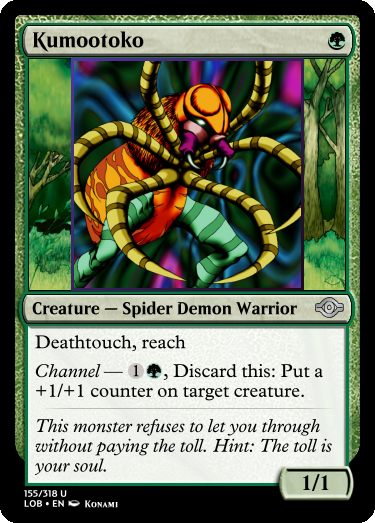 Kumootoko
Creature — Spider Demon Warrior
Deathtouch, reach
Channel — 1, Discard this: Put a
+1/+1 counter on target creature.
This monster refuses to let you through
without paying the toll. Hint: The toll is
your soul.
1/1
155/318 U
LOB • EN Konami